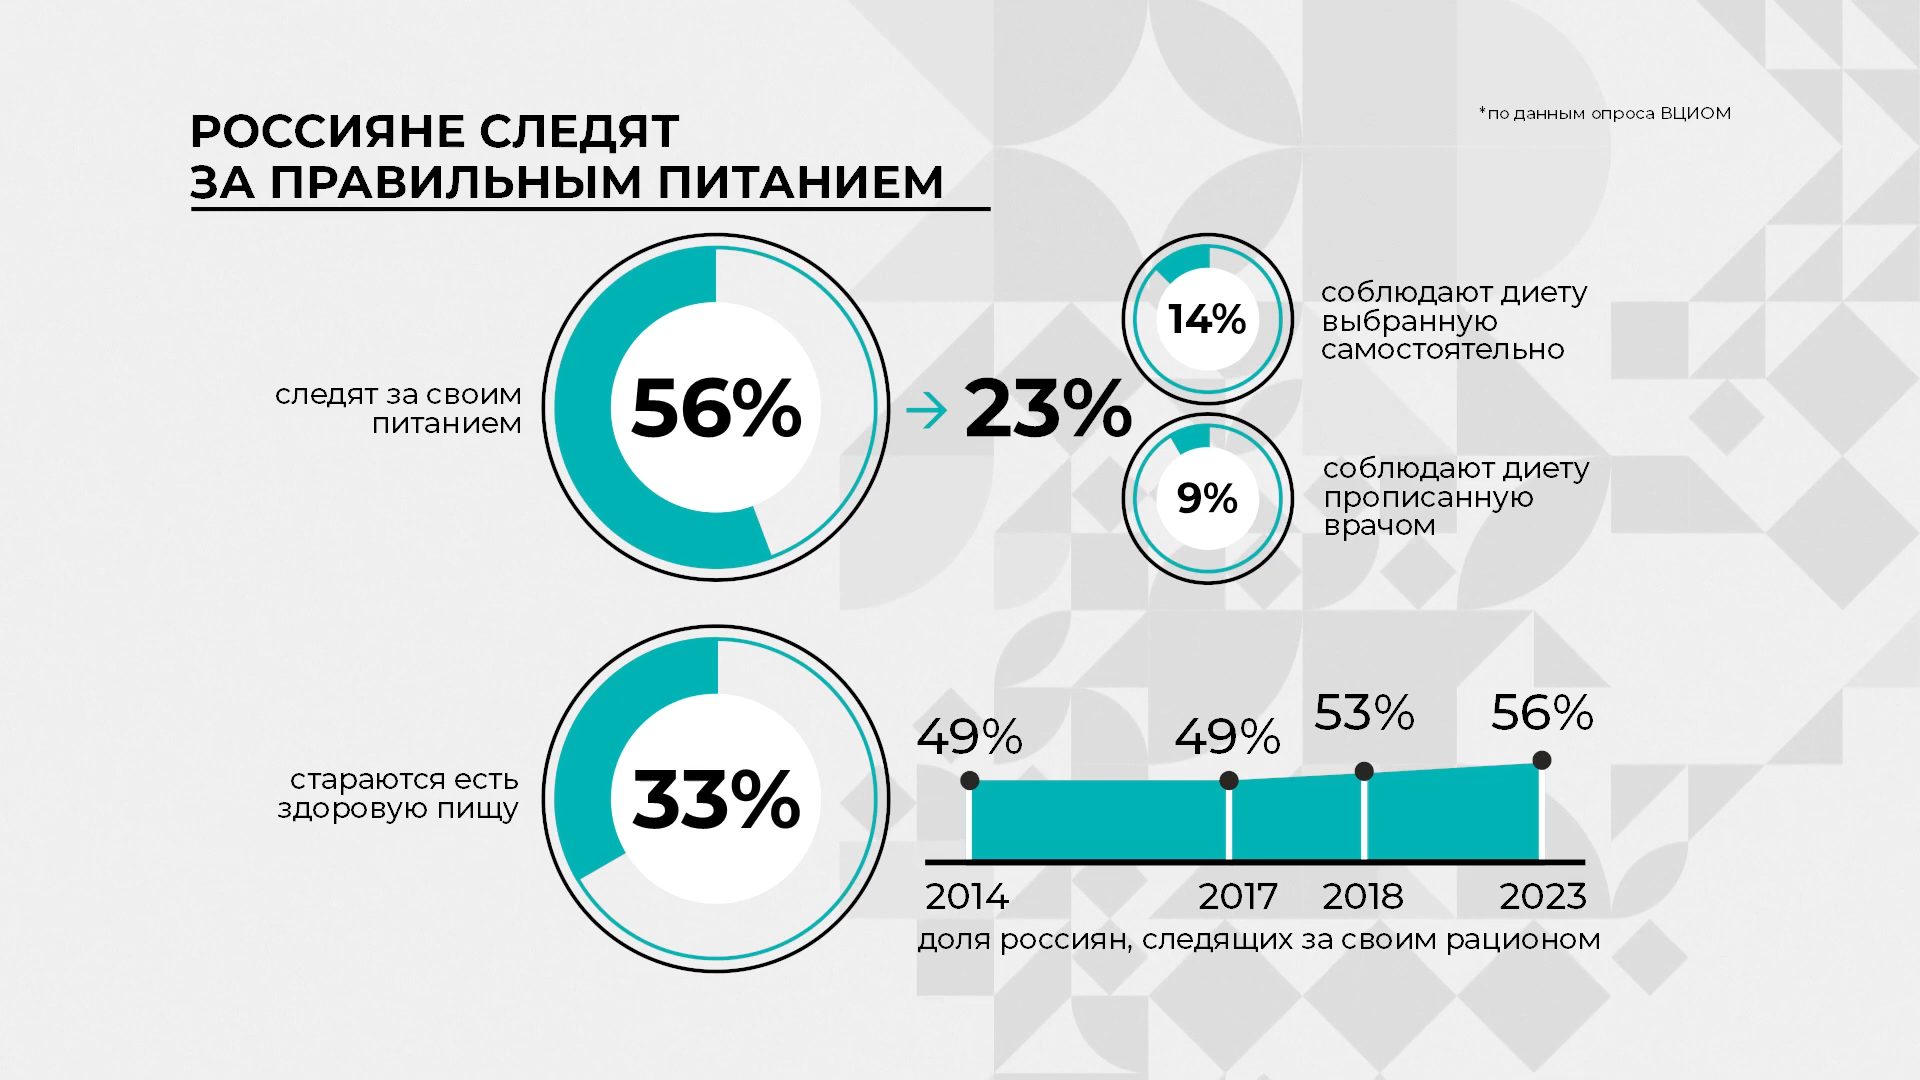 РОССИЯНЕ СЛЕДЯТ
ЗА ПРАВИЛЬНЫМ ПИТАНИЕМ
*по данным опроса ВЦИОМ
следят за своим
питанием
56%
23%
14%
соблюдают диету
выбранную
самостоятельно
9%
соблюдают диету
прописанную
врачом
стараются есть
здоровую пищу
33%
49%
49%
53%
56%
2014
2017
2018
2023
доля россиян, следящих за своим рационом